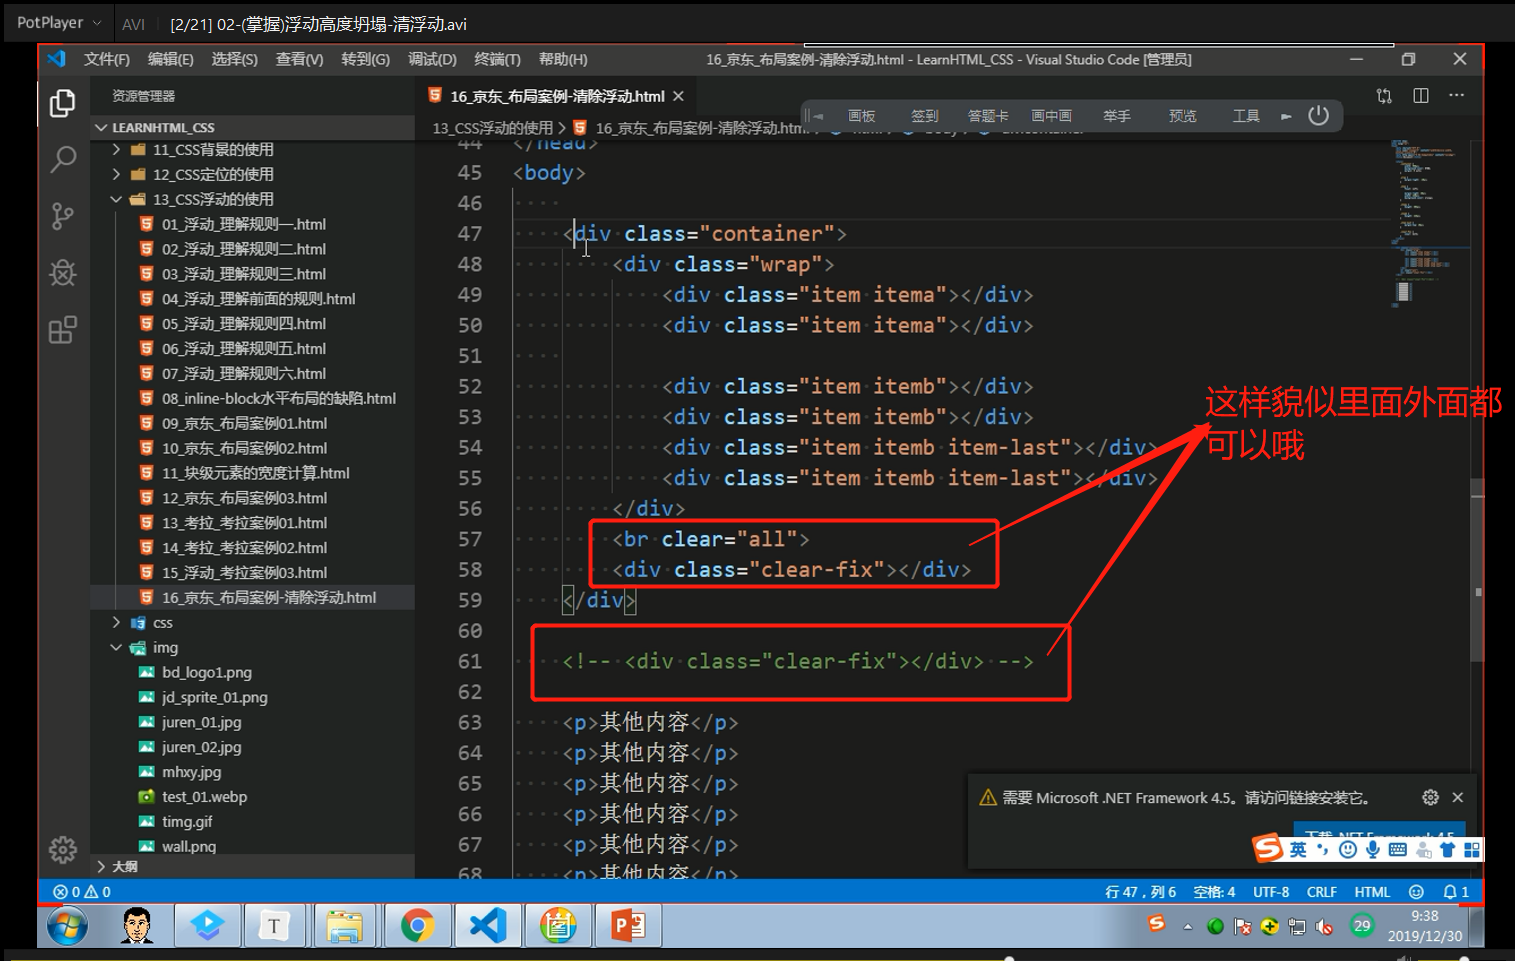 PotPlayer AVI [2/21] 02-(掌握)浮动高度坍塌-清浮动.avi
文件(F) 编辑(E) 选择(S) 查看(V) 转到(G) 调试(D) 终端(T) 帮助(H) 16_京东_布局案例-清除浮动.html - LearnHTML_CSS - Visual Studio Code [管理员]
资源管理器
16_京东_布局案例-清除浮动.html
画板 签到 答题卡 画中画 举手 预览 工具
LEARNHTML_CSS
13_CSS浮动的使用 > 16_京东_布局案例-清除浮动.html
11_CSS背景的使用
12_CSS定位的使用
13_CSS浮动的使用
01_浮动_理解规则一.html
02_浮动_理解规则二.html
03_浮动_理解规则三.html
04_浮动_理解前面的规则.html
05_浮动_理解规则四.html
06_浮动_理解规则五.html
07_浮动_理解规则六.html
08_inline-block水平布局的缺陷.html
09_京东_布局案例01.html
10_京东_布局案例02.html
11_块级元素的宽度计算.html
12_京东_布局案例03.html
13_考拉_考拉案例01.html
14_考拉_考拉案例02.html
15_浮动_考拉案例03.html
16_京东_布局案例-清除浮动.html
css
img
bd_logo1.png
jd_sprite_01.png
juren_01.jpg
juren_02.jpg
mhxy.jpg
test_01.webp
timg.gif
wall.png
大纲
44 </head>
45 <body>
46
47 <div class="container">
48 <div class="wrap">
49 <div class="item itema"></div>
50 <div class="item itema"></div>
51
52 <div class="item itemb"></div>
53 <div class="item itemb"></div>
54 <div class="item itemb item-last"></div>
55 <div class="item itemb item-last"></div>
56 </div>
57 <br clear="all">
58 <div class="clear-fix"></div>
59 </div>
60
61 <!-- <div class="clear-fix"></div> -->
62
63 <p>其他内容</p>
64 <p>其他内容</p>
65 <p>其他内容</p>
66 <p>其他内容</p>
67 <p>其他内容</p>
68 <p>其他内容</p>
这样貌似里面外面都
可以哦
需要 Microsoft .NET Framework 4.5。请访问链接安装它。
下载 .NET Framework 4.5
英
0 0 行 47，列 6 空格: 4 UTF-8 CRLF HTML 1
29
9:38
2019/12/30